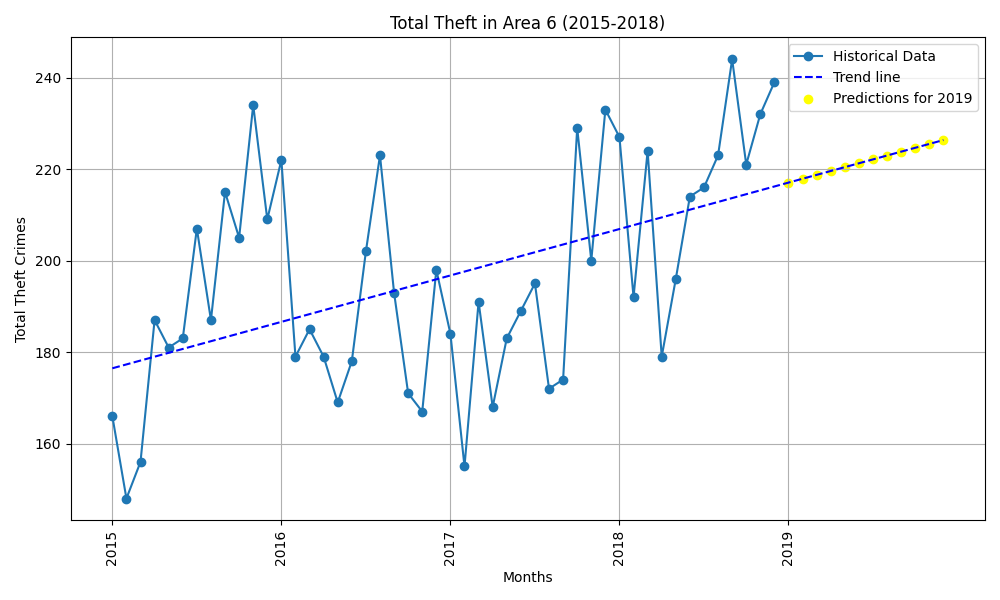 Total Theft in Area 6 (2015-2018)
Historical Data
Trend line
Predictions for 2019
Total Theft Crimes
240
220
200
180
160
2015
2016
2017
2018
2019
Months